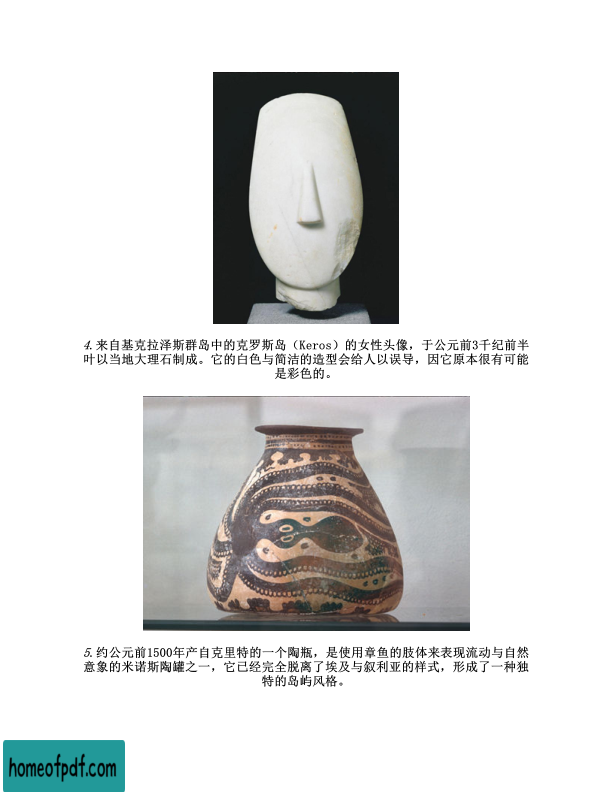 4.来自基克拉泽斯群岛中的克罗斯岛（Keros）的女性头像，于公元前3千纪前半
叶以当地大理石制成。它的白色与简洁的造型会给人以误导，因它原本很有可能
是彩色的。
5.约公元前1500年产自克里特的一个陶瓶，是使用章鱼的肢体来表现流动与自然
意象的米诺斯陶罐之一，它已经完全脱离了埃及与叙利亚的样式，形成了一种独
特的岛屿风格。
homeofpdf.com